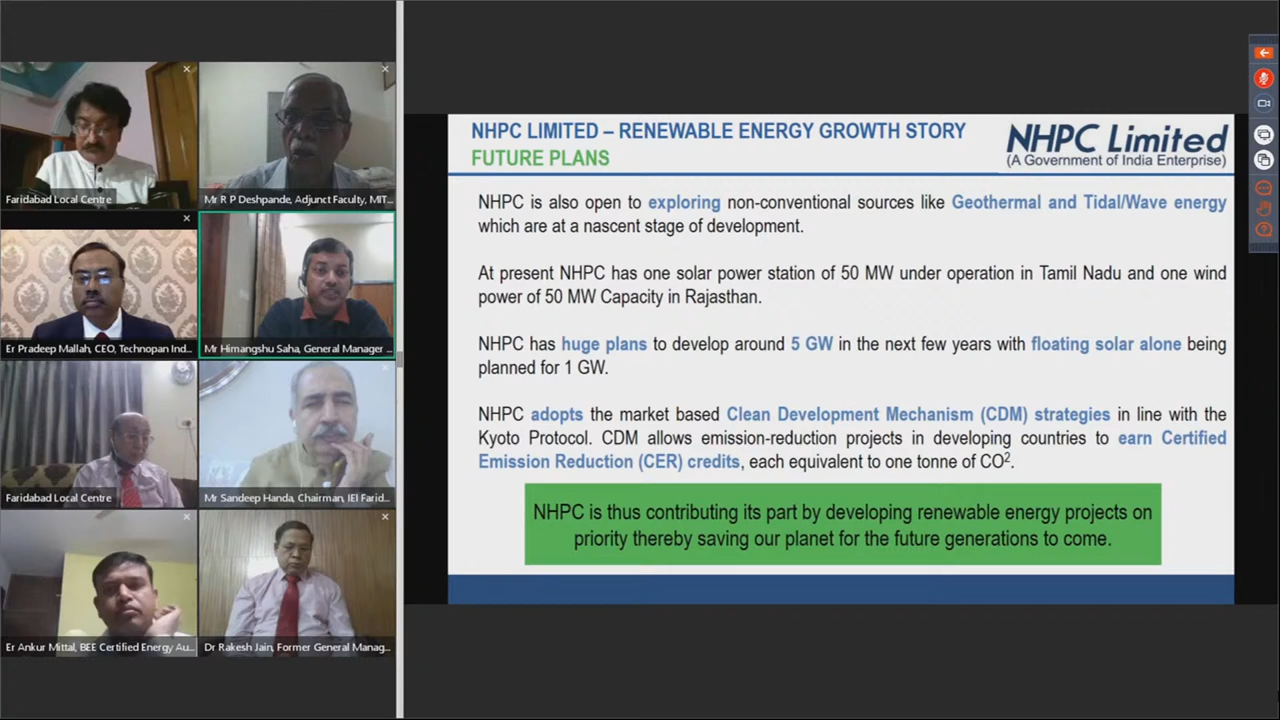 Faridabad Local Centre
Mr R P Deshpande, Adjunct Faculty, MIT...
Er Pradeep Mallah, CEO, Technopan Ind...
Mr Himangshu Saha, General Manager ...
Faridabad Local Centre
Mr Sandeep Handa, Chairman, IEI Farid...
Er Ankur Mittal, BEE Certified Energy Au...
Dr Rakesh Jain, Former General Manag...
NHPC LIMITED – RENEWABLE ENERGY GROWTH STORY
FUTURE PLANS
NHPC Limited
(A Government of India Enterprise)
NHPC is also open to exploring non-conventional sources like Geothermal and Tidal/Wave energy
which are at a nascent stage of development.
At present NHPC has one solar power station of 50 MW under operation in Tamil Nadu and one wind
power of 50 MW Capacity in Rajasthan.
NHPC has huge plans to develop around 5 GW in the next few years with floating solar alone being
planned for 1 GW.
NHPC adopts the market based Clean Development Mechanism (CDM) strategies in line with the
Kyoto Protocol. CDM allows emission-reduction projects in developing countries to earn Certified
Emission Reduction (CER) credits, each equivalent to one tonne of CO².
NHPC is thus contributing its part by developing renewable energy projects on
priority thereby saving our planet for the future generations to come.